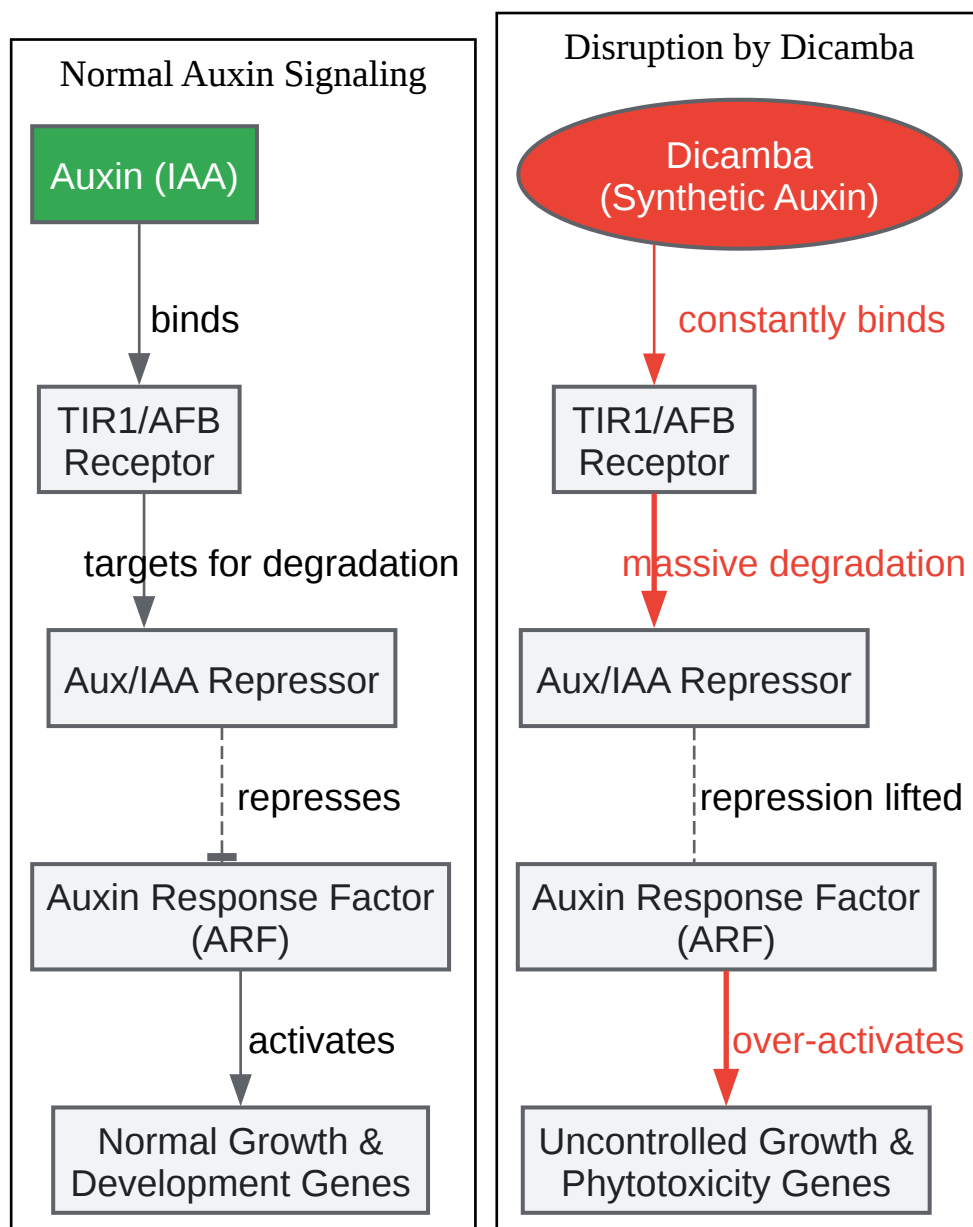 Normal Auxin Signaling
Auxin (IAA)
binds
TIR1/AFB
Receptor
targets for degradation
Aux/IAA Repressor
represses
Auxin Response Factor
(ARF)
activates
Normal Growth &
Development Genes
Disruption by Dicamba
Dicamba
(Synthetic Auxin)
constantly binds
TIR1/AFB
Receptor
massive degradation
Aux/IAA Repressor
repression lifted
Auxin Response Factor
(ARF)
over-activates
Uncontrolled Growth &
Phytotoxicity Genes